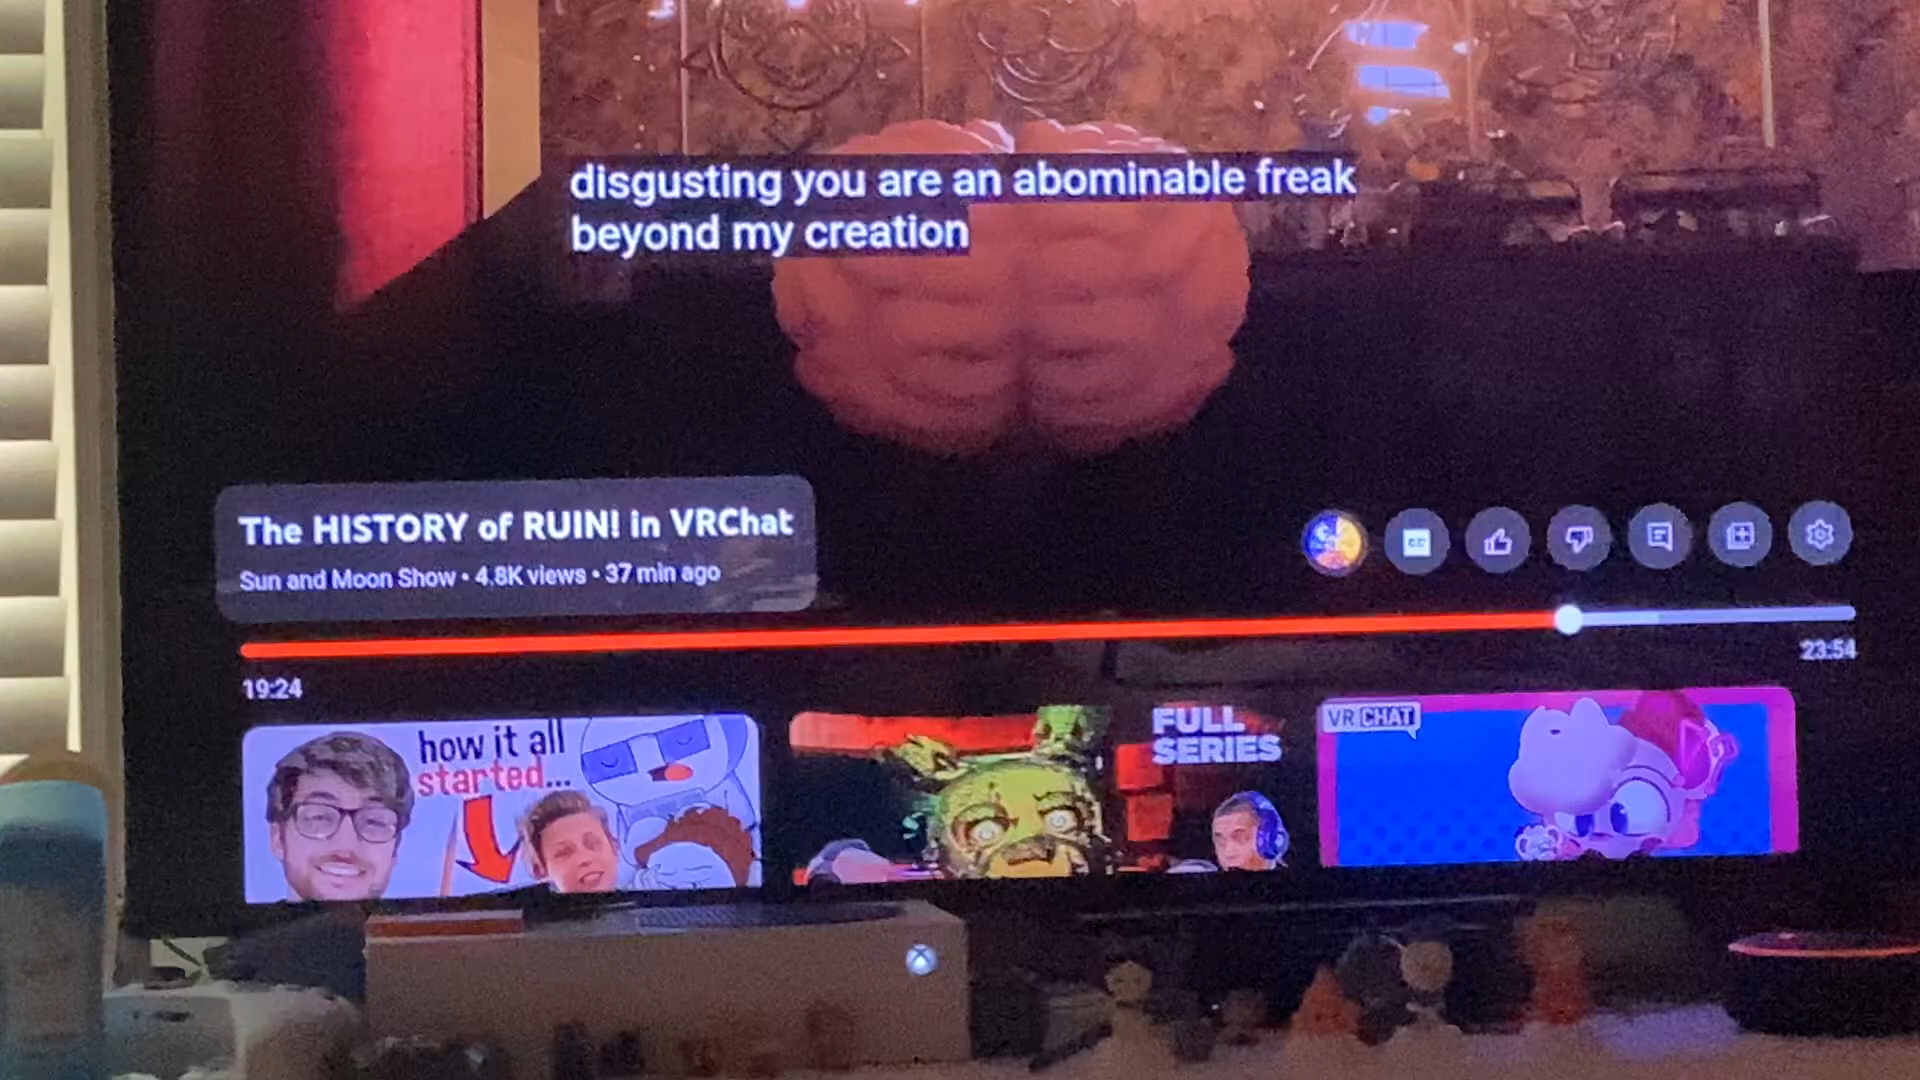 disgusting you are an abominable freak
beyond my creation
The HISTORY of RUIN! in VRChat
Sun and Moon Show • 4.8K views • 37 min ago
CC
19:24
23:54
how it all
started...
FULL
SERIES
VR CHAT